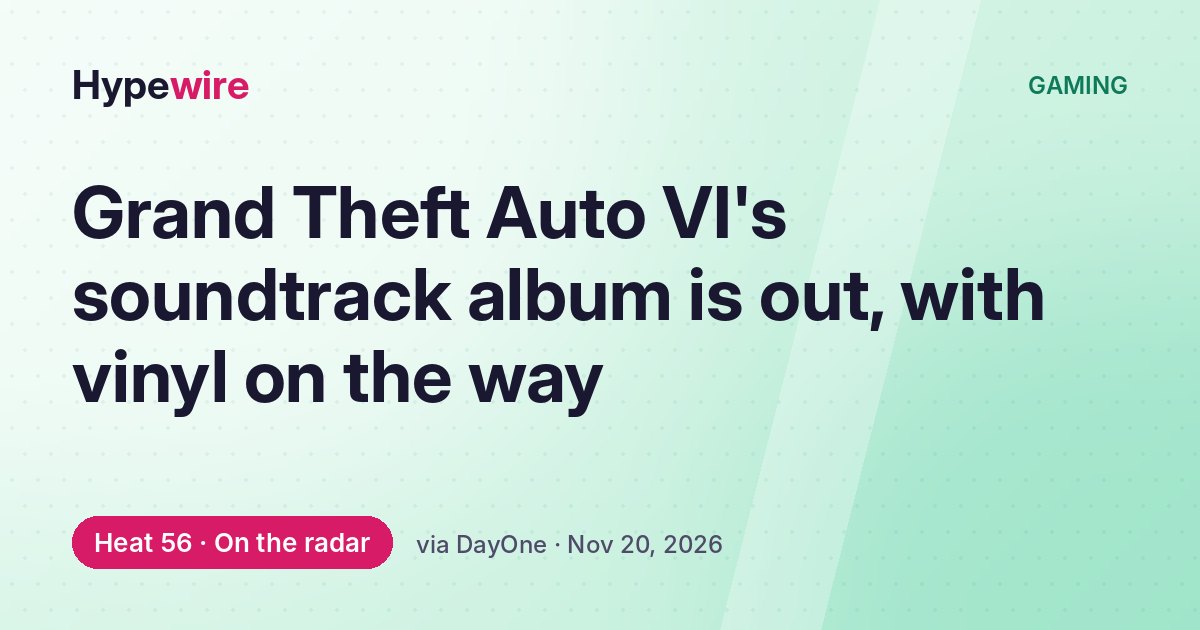 Hypewire
GAMING
Grand Theft Auto VI's
soundtrack album is out, with
vinyl on the way
Heat 56 · On the radar
via DayOne · Nov 20, 2026